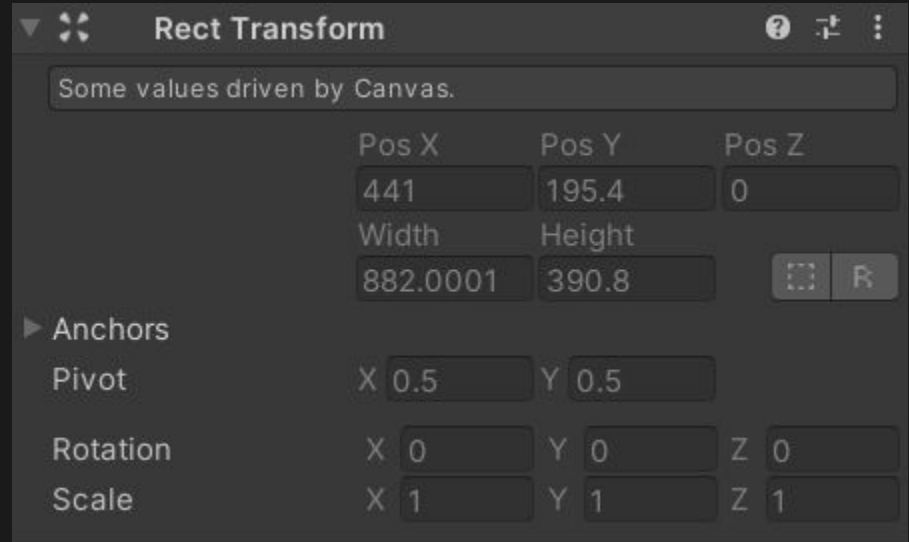 Rect Transform
Some values driven by Canvas.
Pos X Pos Y Pos Z
441 195.4 0
Width Height
882.0001 390.8 R
Anchors
Pivot X 0.5 Y 0.5
Rotation X 0 Y 0 Z 0
Scale X 1 Y 1 Z 1